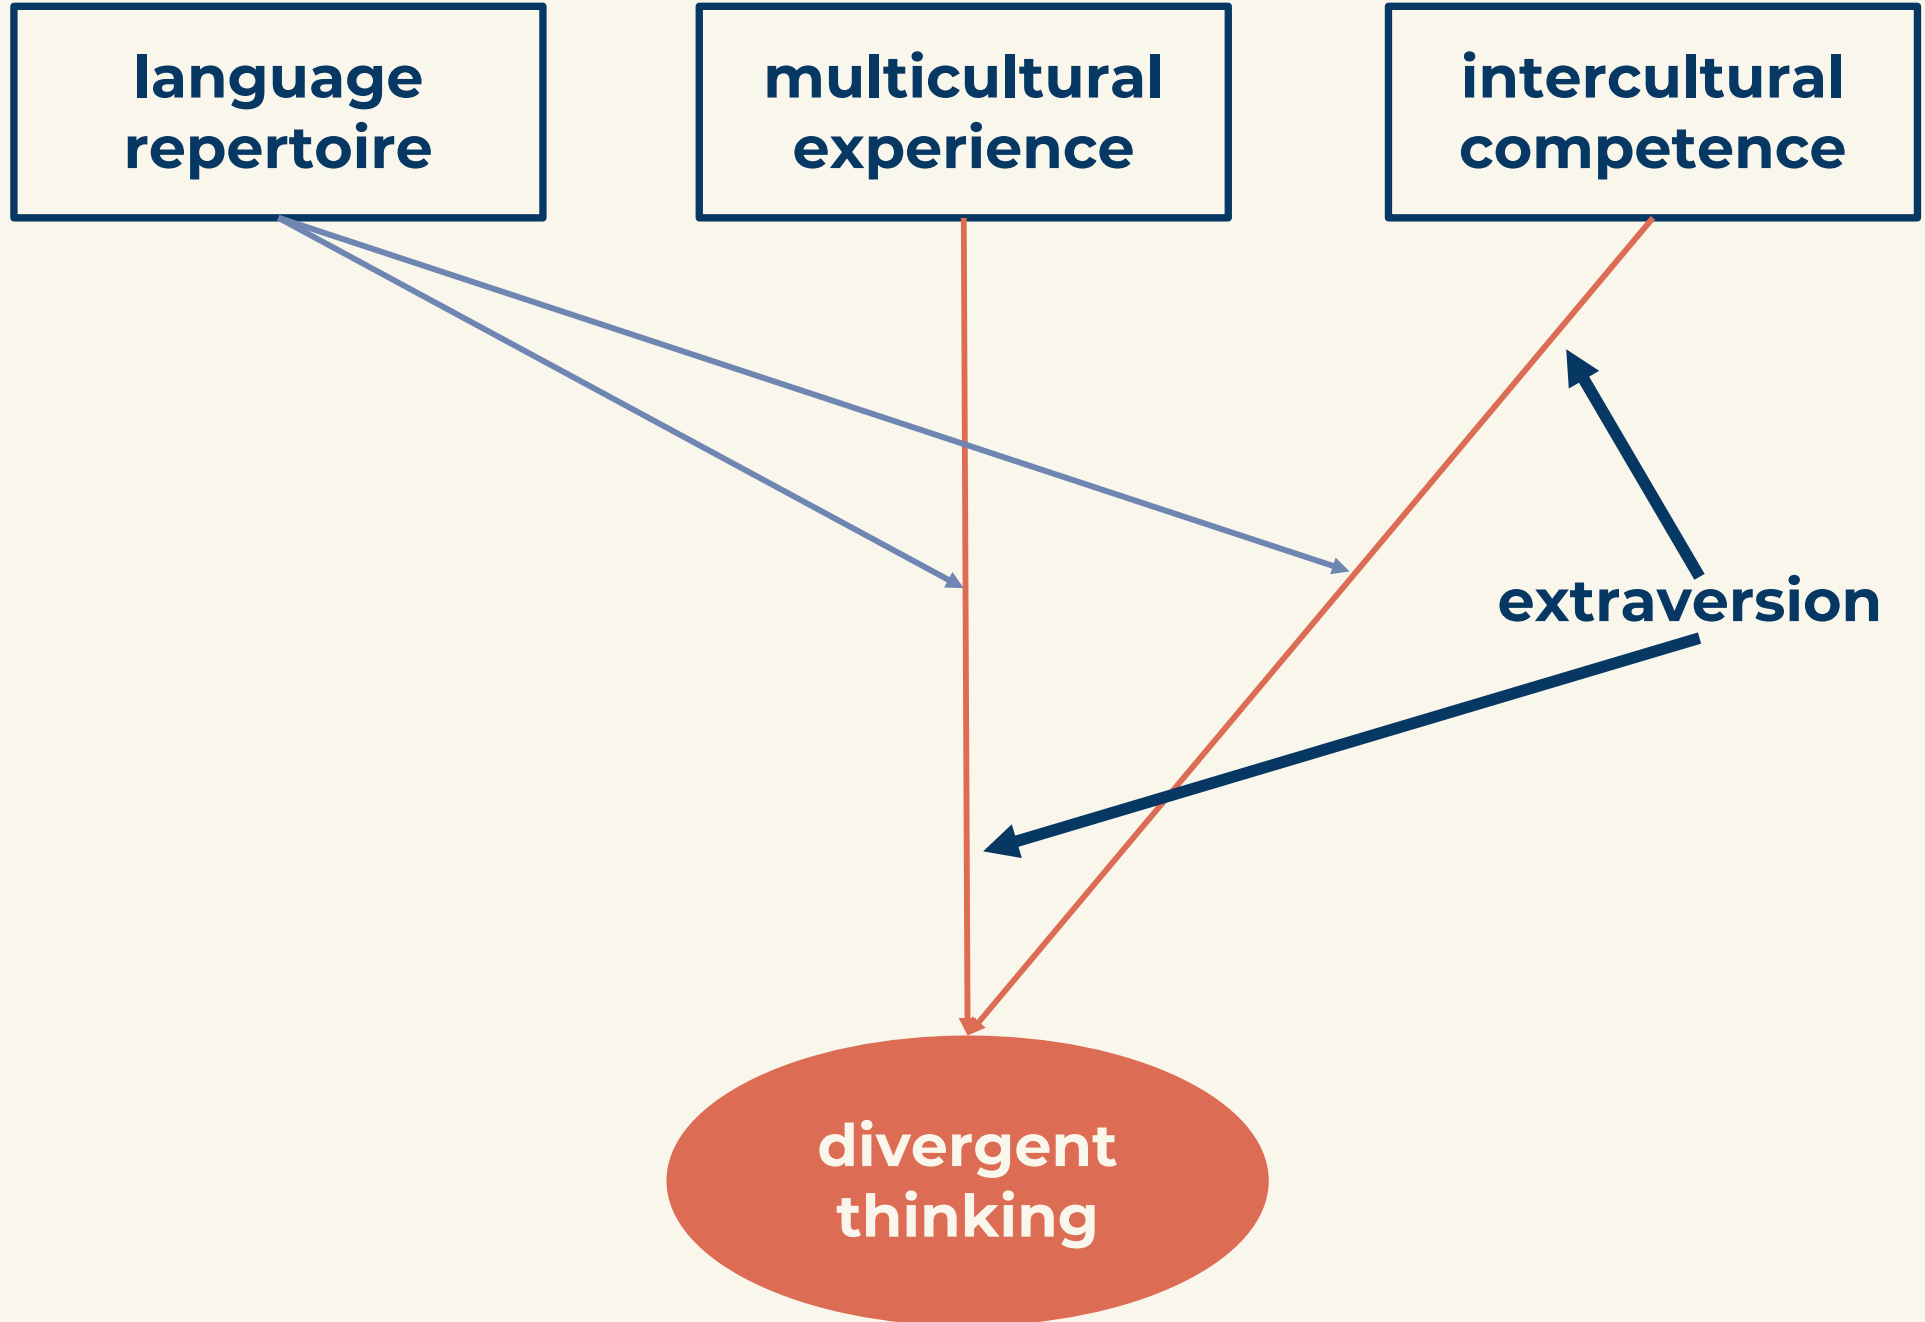 language
repertoire
multicultural
experience
intercultural
competence
extraversion
divergent
thinking